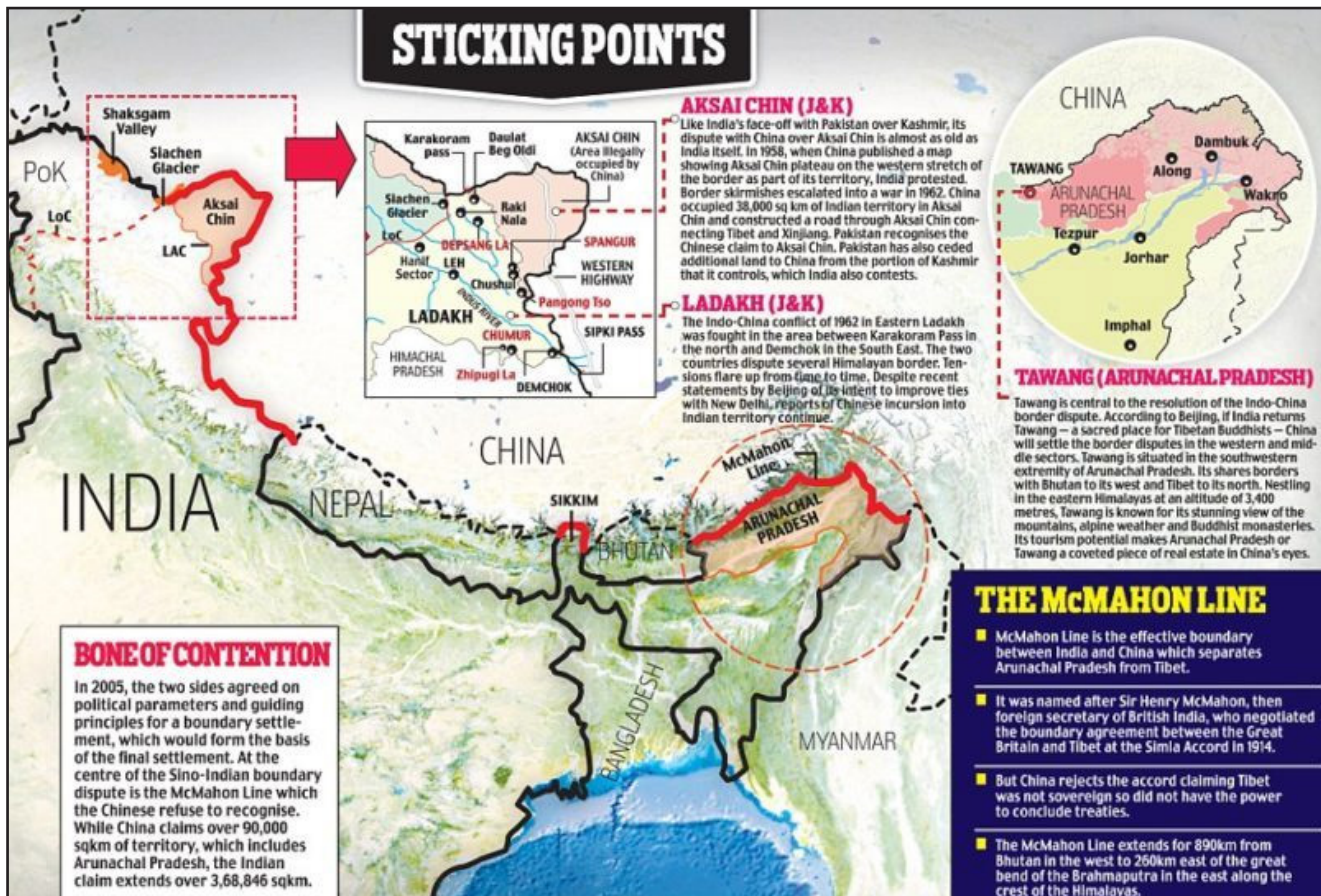 STICKING POINTS
Shaksgam
Valley
Siachen
Glacier
PoK
LoC
Aksai
Chin
LAC
Karakoram
pass
Daulat
Beg Oldi
AKSAI CHIN
(Area illegally
occupied by
China)
Siachen
Glacier
Raki
Nala
DEPSANG LA
SPANGUR
LoC
Hanif
Sector
LEH
Chushul
WESTERN
HIGHWAY
INDUS RIVER
Pangong Tso
LADAKH
CHUMUR
SIPKI PASS
HIMACHAL
PRADESH
Zhipugi La
DEMCHOK
AKSAI CHIN (J&K)
Like India's face-off with Pakistan over Kashmir, its
dispute with China over Aksai Chin is almost as old as
India itself. In 1958, when China published a map
showing Aksai Chin plateau on the western stretch of
the border as part of its territory, India protested.
Border skirmishes escalated into a war in 1962. China
occupied 38,000 sq km of Indian territory in Aksai
Chin and constructed a road through Aksai Chin con-
necting Tibet and Xinjiang. Pakistan recognises the
Chinese claim to Aksai Chin. Pakistan has also ceded
additional land to China from the portion of Kashmir
that it controls, which India also contests.
LADAKH (J&K)
The Indo-China conflict of 1962 in Eastern Ladakh
was fought in the area between Karakoram Pass in
the north and Demchok in the South East. The two
countries dispute several Himalayan border. Ten-
sions flare up from time to time. Despite recent
statements by Beijing of its intent to improve ties
with New Delhi, reports of Chinese incursion into
Indian territory continue.
CHINA
Dambuk
TAWANG
Along
ARUNACHAL
PRADESH
Wakro
Tezpur
Jorhar
Imphal
TAWANG (ARUNACHAL PRADESH)
Tawang is central to the resolution of the Indo-China
border dispute. According to Beijing, if India returns
Tawang — a sacred place for Tibetan Buddhists — China
will settle the border disputes in the western and mid-
dle sectors. Tawang is situated in the southwestern
extremity of Arunachal Pradesh. Its shares borders
with Bhutan to its west and Tibet to its north. Nestling
in the eastern Himalayas at an altitude of 3,400
metres, Tawang is known for its stunning view of the
mountains, alpine weather and Buddhist monasteries.
Its tourism potential makes Arunachal Pradesh or
Tawang a coveted piece of real estate in China's eyes.
CHINA
McMahon
Line
INDIA
NEPAL
SIKKIM
BHUTAN
ARUNACHAL
PRADESH
BANGLADESH
MYANMAR
BONE OF CONTENTION
In 2005, the two sides agreed on
political parameters and guiding
principles for a boundary settle-
ment, which would form the basis
of the final settlement. At the
centre of the Sino-Indian boundary
dispute is the McMahon Line which
the Chinese refuse to recognise.
While China claims over 90,000
sqkm of territory, which includes
Arunachal Pradesh, the Indian
claim extends over 3,68,846 sqkm.
THE McMAHON LINE
McMahon Line is the effective boundary
between India and China which separates
Arunachal Pradesh from Tibet.
It was named after Sir Henry McMahon, then
foreign secretary of British India, who negotiated
the boundary agreement between the Great
Britain and Tibet at the Simla Accord in 1914.
But China rejects the accord claiming Tibet
was not sovereign so did not have the power
to conclude treaties.
The McMahon Line extends for 890km from
Bhutan in the west to 260km east of the great
bend of the Brahmaputra in the east along the
crest of the Himalayas.